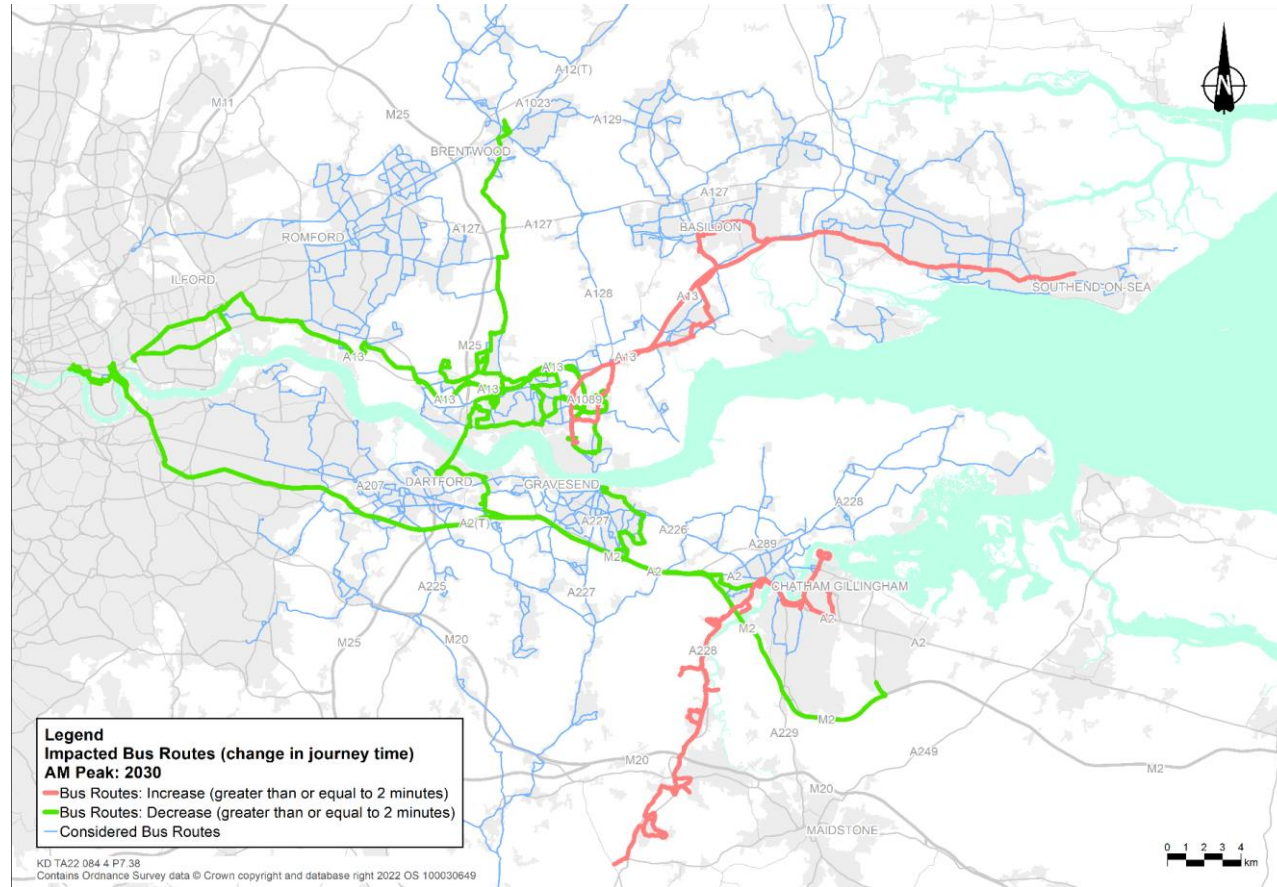 N
A12(T)
M11
A1023
M25
A129
BRENTWOOD
A127
A127
BASILDON
ROMFORD
A127
ILFORD
A128
SOUTHEND-ON-SEA
A13
M25
A13
A13
A13
A13
A13
A1089
DARTFORD
GRAVESEND
A207
A228
A227
A226
A2(T)
A289
M2
A2
A2
CHATHAM GILLINGHAM
A225
A227
A2
M2
A2
M20
M25
A228
M2
A229
A249
M20
M2
M20
MAIDSTONE
Legend
Impacted Bus Routes (change in journey time)
AM Peak: 2030
Bus Routes: Increase (greater than or equal to 2 minutes)
Bus Routes: Decrease (greater than or equal to 2 minutes)
Considered Bus Routes
0 1 2 3 4
km
KD TA22 084 4 P7.38
Contains Ordnance Survey data © Crown copyright and database right 2022 OS 100030649